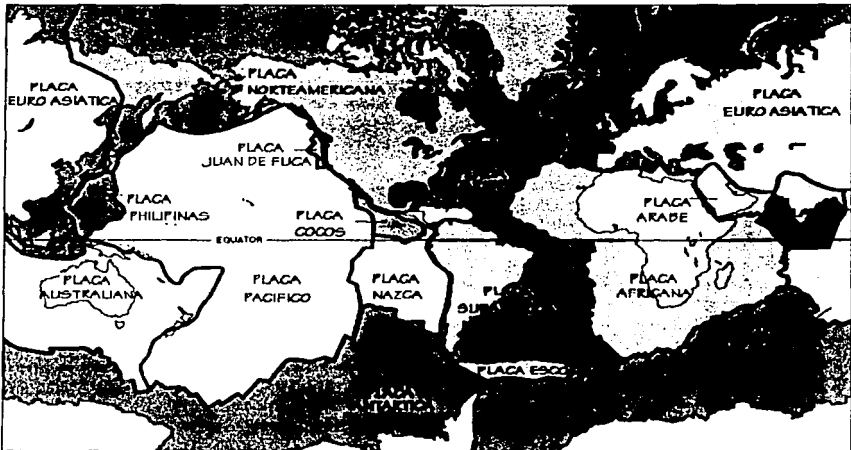 PLACA
EURO ASIATICA
PLACA
NORTEAMERICANA
PLACA
EURO ASIATICA
PLACA
JUAN DE FUCA
PLACA
PHILIPINAS
PLACA
COCOS
PLACA
ARABE
EQUATOR
PLACA
AUSTRALIANA
PLACA
PACIFICO
PLACA
NAZCA
PLACA
AFRICANA
PLACA